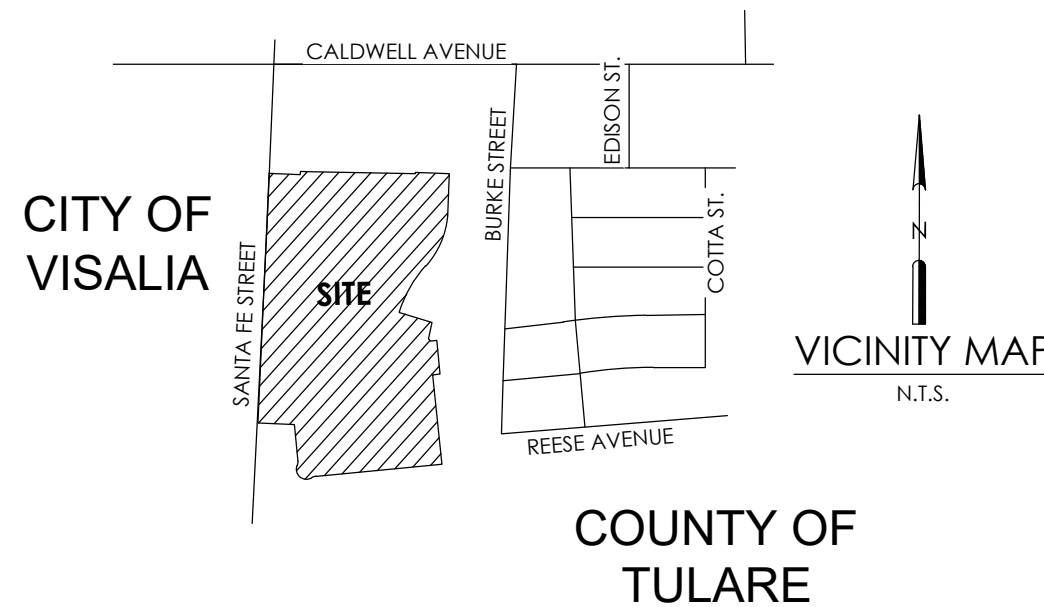 CALDWELL AVENUE
EDISON ST.
BURKE STREET
CITY OF
VISALIA
SANTA FE STREET
SITE
COTTA ST.
N
VICINITY MAP
N.T.S.
REESE AVENUE
COUNTY OF
TULARE